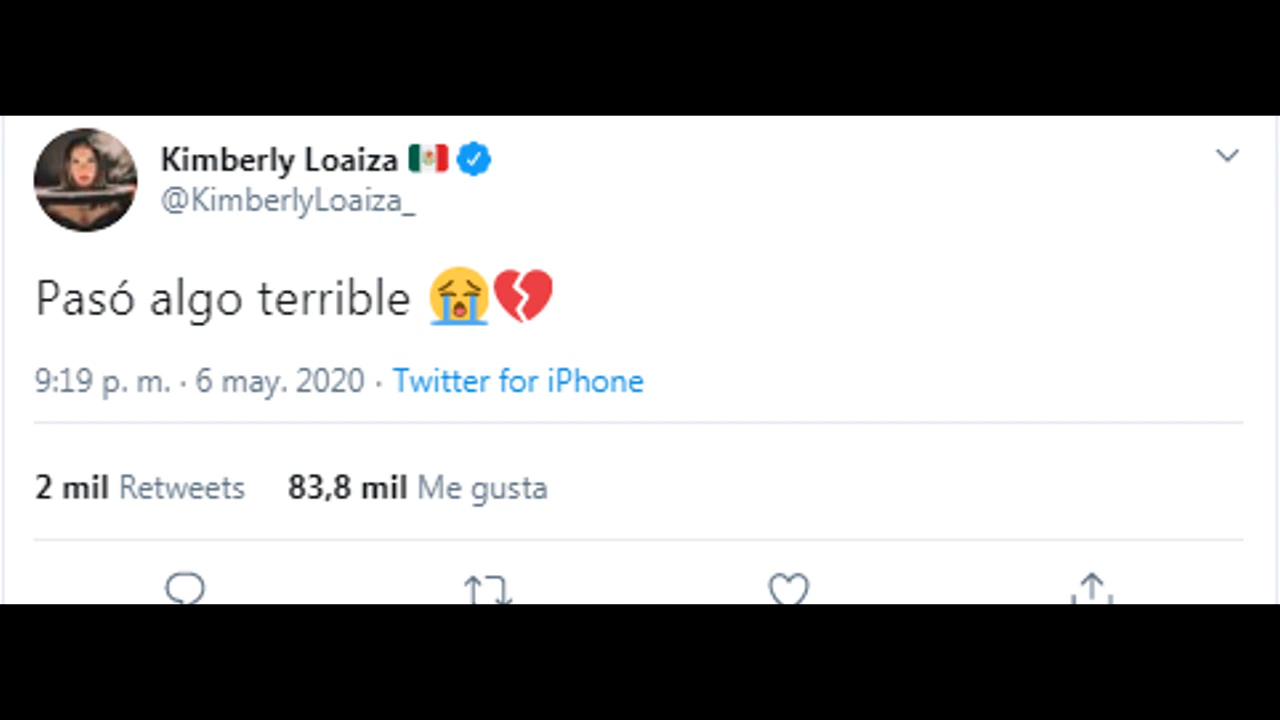 Kimberly Loaiza 🇲🇽
@KimberlyLoaiza_
Pasó algo terrible 😭💔
9:19 p. m. · 6 may. 2020 · Twitter for iPhone
2 mil Retweets 83,8 mil Me gusta